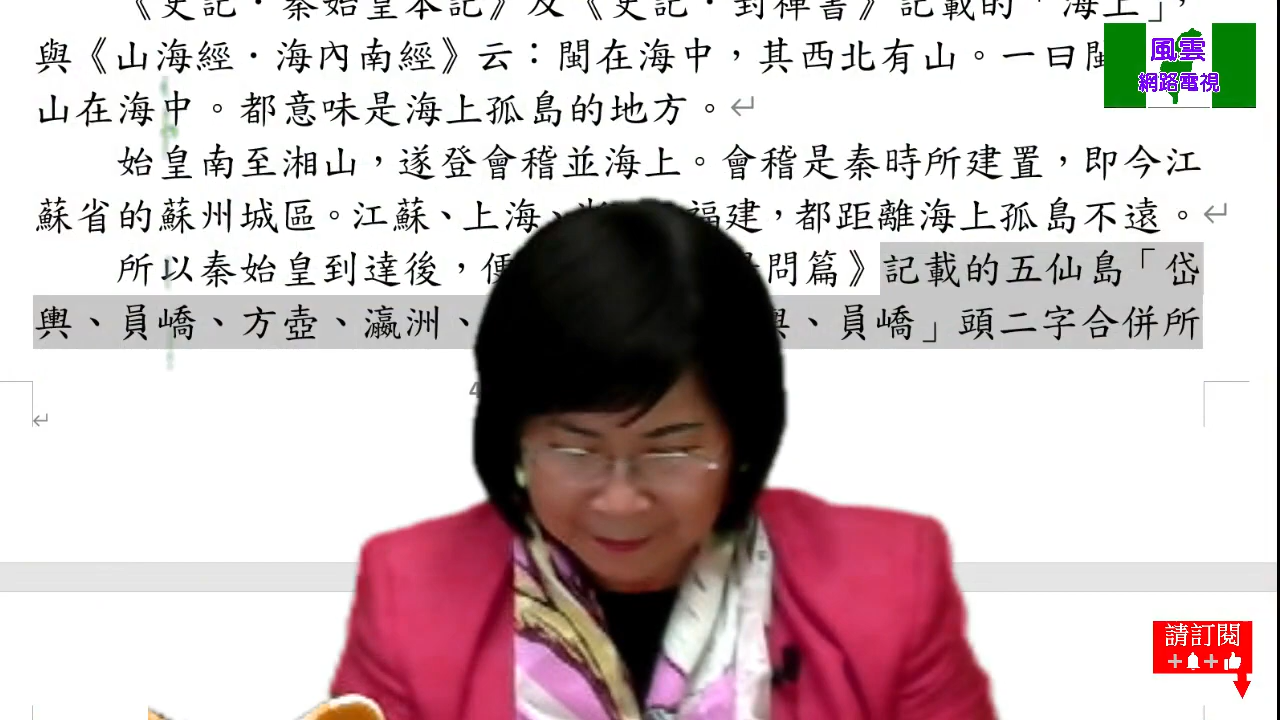 《史記．秦始皇本記》及《史記．封禪書》記載的「海上」，
與《山海經．海內南經》云：閩在海中，其西北有山。一曰閩
山在海中。都意味是海上孤島的地方。
始皇南至湘山，遂登會稽並海上。會稽是秦時所建置，即今江
蘇省的蘇州城區。江蘇、上海、福建，都距離海上孤島不遠。
所以秦始皇到達後，問篇》記載的五仙島「岱
輿、員嶠、方壺、瀛洲、輿、員嶠」頭二字合併所
風雲
網路電視
請訂閱